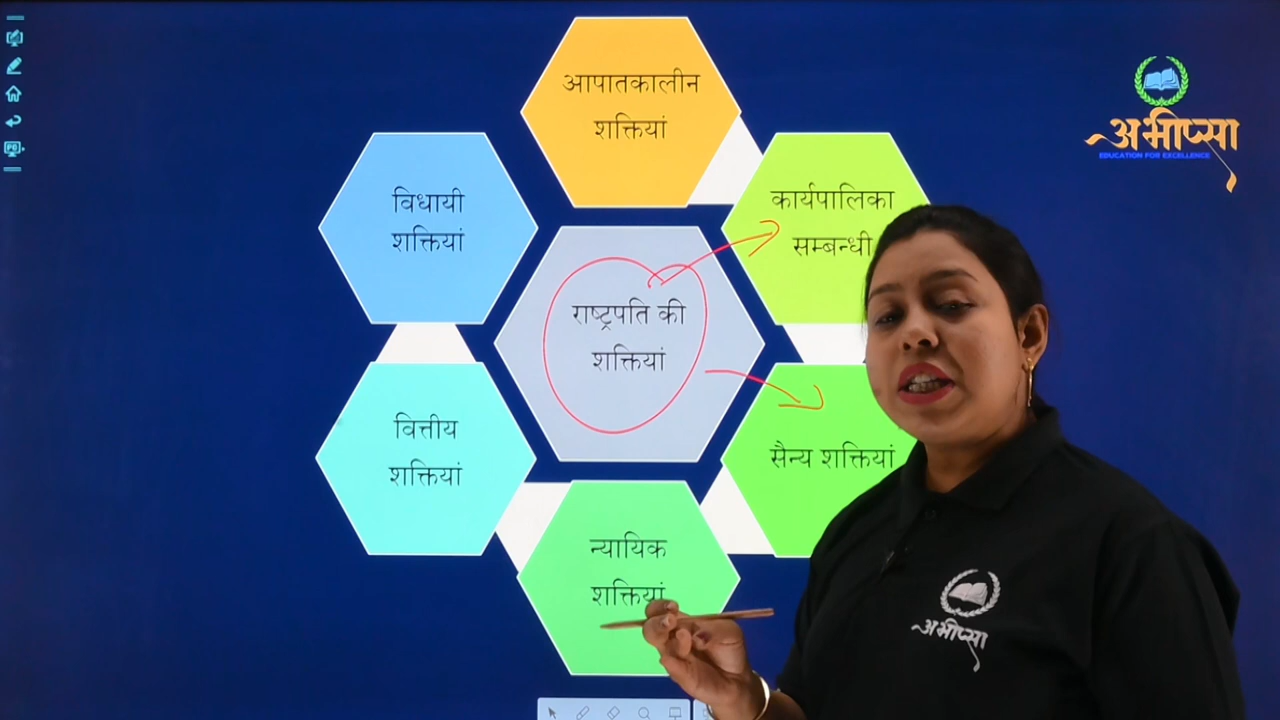 आपातकालीन
शक्तियां
विधायी
शक्तियां
कार्यपालिका
सम्बन्धी
राष्ट्रपति की
शक्तियां
वित्तीय
शक्तियां
सैन्य शक्तियां
न्यायिक
शक्तियां
अभीप्सा
EDUCATION FOR EXCELLENCE
अभीप्सा